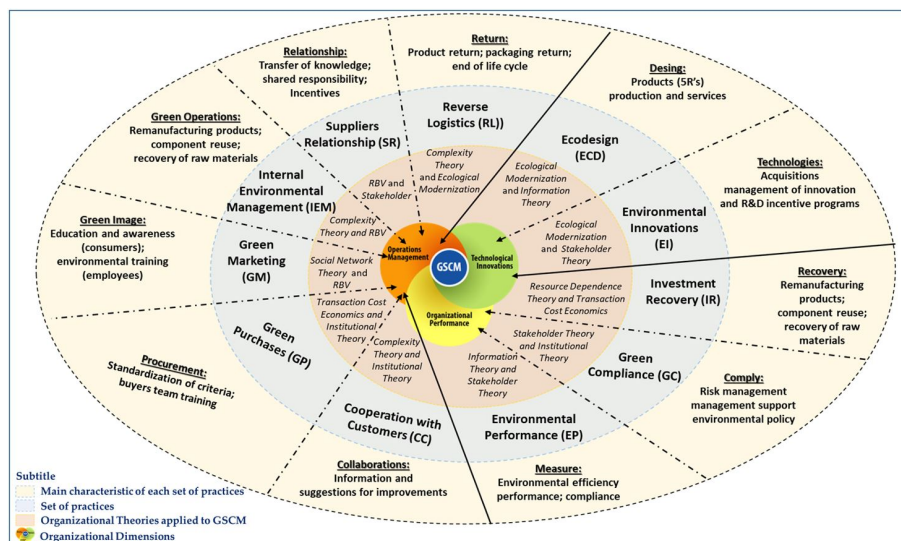 Relationship:
Transfer of knowledge;
shared responsibility;
Incentives
Return:
Product return; packaging return;
end of life cycle
Desing:
Products (5R's)
production and services
Green Operations:
Remanufacturing products;
component reuse;
recovery of raw materials
Technologies:
Acquisitions
management of innovation
and R&D incentive programs
Green Image:
Education and awareness
(consumers);
environmental training
(employees)
Recovery:
Remanufacturing
products;
component reuse;
recovery of raw
materials
Procurement:
Standardization of criteria;
buyers team training
Comply:
Risk management
management support
environmental policy
Collaborations:
Information and
suggestions for improvements
Measure:
Environmental efficiency
performance; compliance
Suppliers
Relationship (SR)
Reverse
Logistics (RL))
Ecodesign
(ECD)
Internal
Environmental
Management (IEM)
Environmental
Innovations
(EI)
Green
Marketing
(GM)
Investment
Recovery (IR)
Green
Purchases (GP)
Green
Compliance (GC)
Cooperation with
Customers (CC)
Environmental
Performance (EP)
RBV and
Stakeholder
Complexity
Theory
and Ecological
Modernization
Ecological
Modernization
and Information
Theory
Complexity
Theory and RBV
Ecological
Modernization
and Stakeholder
Theory
Social Network
Theory and
RBV
Resource Dependence
Theory and Transaction
Cost Economics
Transaction Cost
Economics and
Institutional
Theory
Stakeholder Theory
and Institutional
Theory
Complexity
Theory and
Institutional
Theory
Information
Theory and
Stakeholder
Theory
Operations
Management
GSCM
Technological
Innovations
Organizational
Performance
Subtitle
Main characteristic of each set of practices
Set of practices
Organizational Theories applied to GSCM
Organizational Dimensions